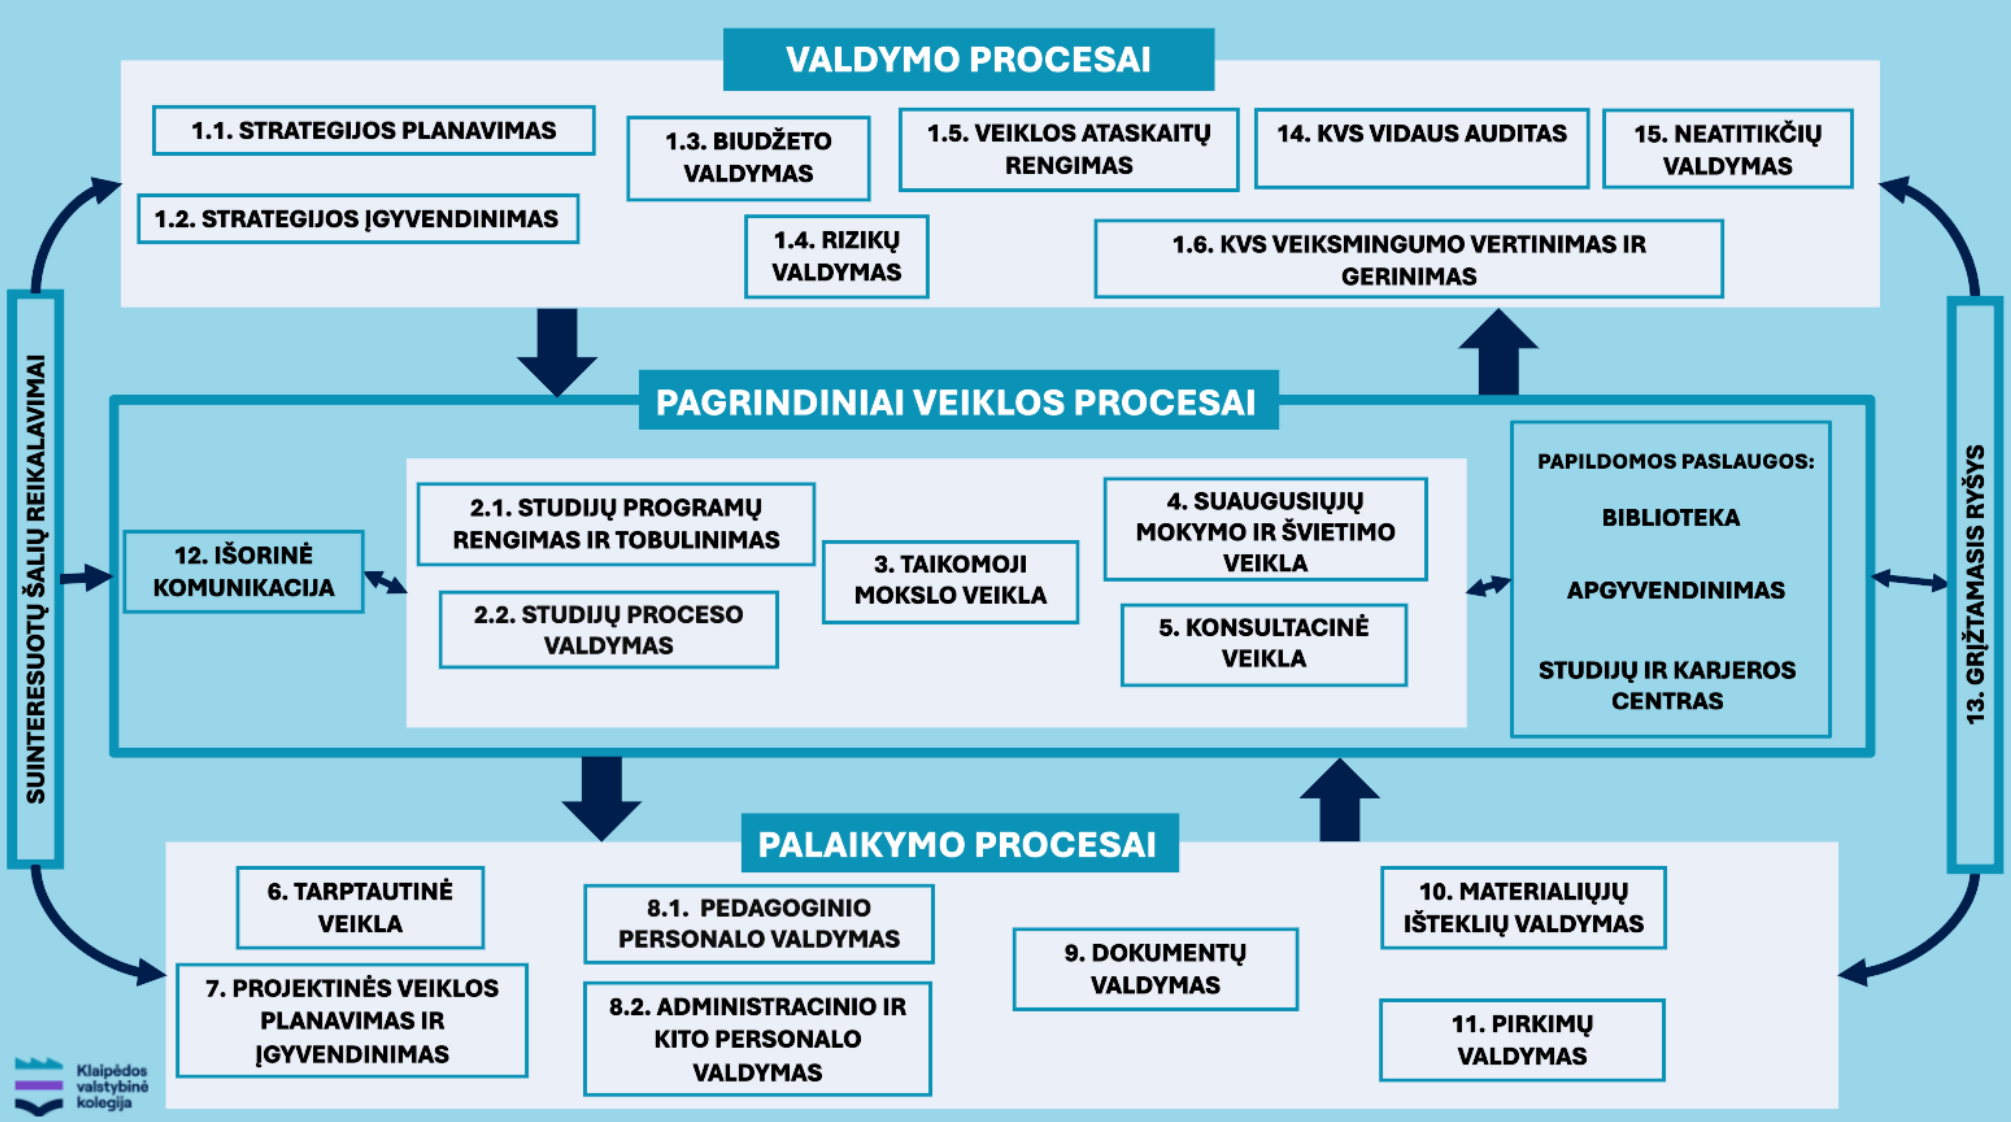 VALDYMO PROCESAI
1.1. STRATEGIJOS PLANAVIMAS
1.2. STRATEGIJOS ĮGYVENDINIMAS
1.3. BIUDŽETO
VALDYMAS
1.4. RIZIKŲ
VALDYMAS
1.5. VEIKLOS ATASKAITŲ
RENGIMAS
14. KVS VIDAUS AUDITAS
15. NEATITIKČIŲ
VALDYMAS
1.6. KVS VEIKSMINGUMO VERTINIMAS IR
GERINIMAS
SUINTERESUOTŲ ŠALIŲ REIKALAVIMAI
PAGRINDINIAI VEIKLOS PROCESAI
12. IŠORINĖ
KOMUNIKACIJA
2.1. STUDIJŲ PROGRAMŲ
RENGIMAS IR TOBULINIMAS
2.2. STUDIJŲ PROCESO
VALDYMAS
3. TAIKOMOJI
MOKSLO VEIKLA
4. SUAUGUSIŲJŲ
MOKYMO IR ŠVIETIMO
VEIKLA
5. KONSULTACINĖ
VEIKLA
PAPILDOMOS PASLAUGOS:
BIBLIOTEKA
APGYVENDINIMAS
STUDIJŲ IR KARJEROS
CENTRAS
13. GRĮŽTAMASIS RYŠYS
PALAIKYMO PROCESAI
6. TARPTAUTINĖ
VEIKLA
7. PROJEKTINĖS VEIKLOS
PLANAVIMAS IR
ĮGYVENDINIMAS
8.1. PEDAGOGINIO
PERSONALO VALDYMAS
8.2. ADMINISTRACINIO IR
KITO PERSONALO
VALDYMAS
9. DOKUMENTŲ
VALDYMAS
10. MATERIALIŲJŲ
IŠTEKLIŲ VALDYMAS
11. PIRKIMŲ
VALDYMAS
Klaipėdos
valstybinė
kolegija